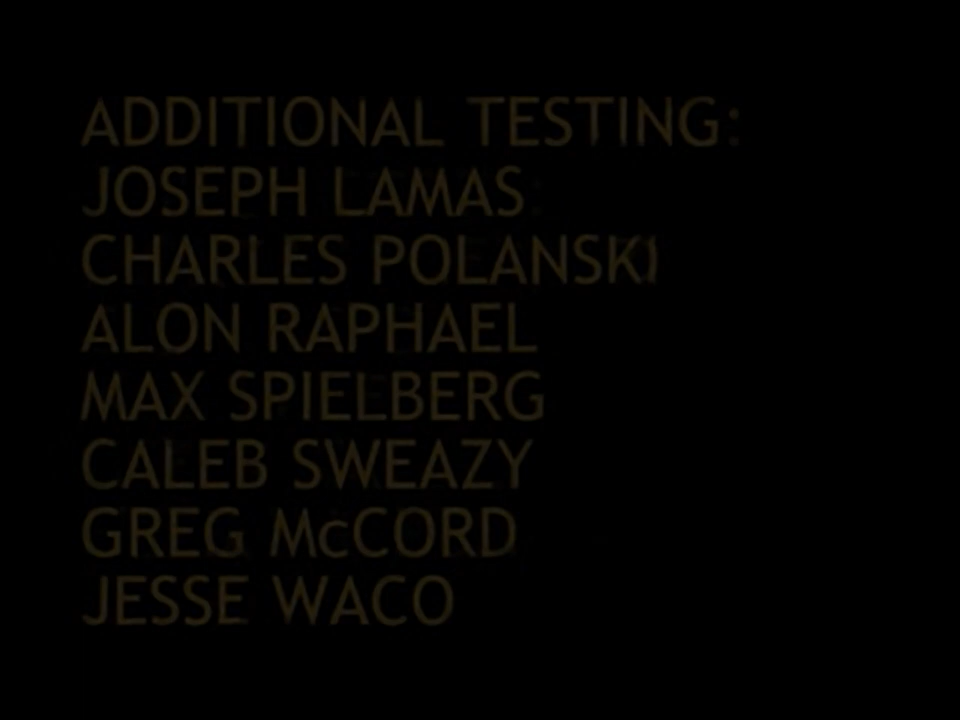 ADDITIONAL TESTING:
JOSEPH LAMAS
CHARLES POLANSKI
ALON RAPHAEL
MAX SPIELBERG
CALEB SWEAZY
GREG McCORD
JESSE WACO